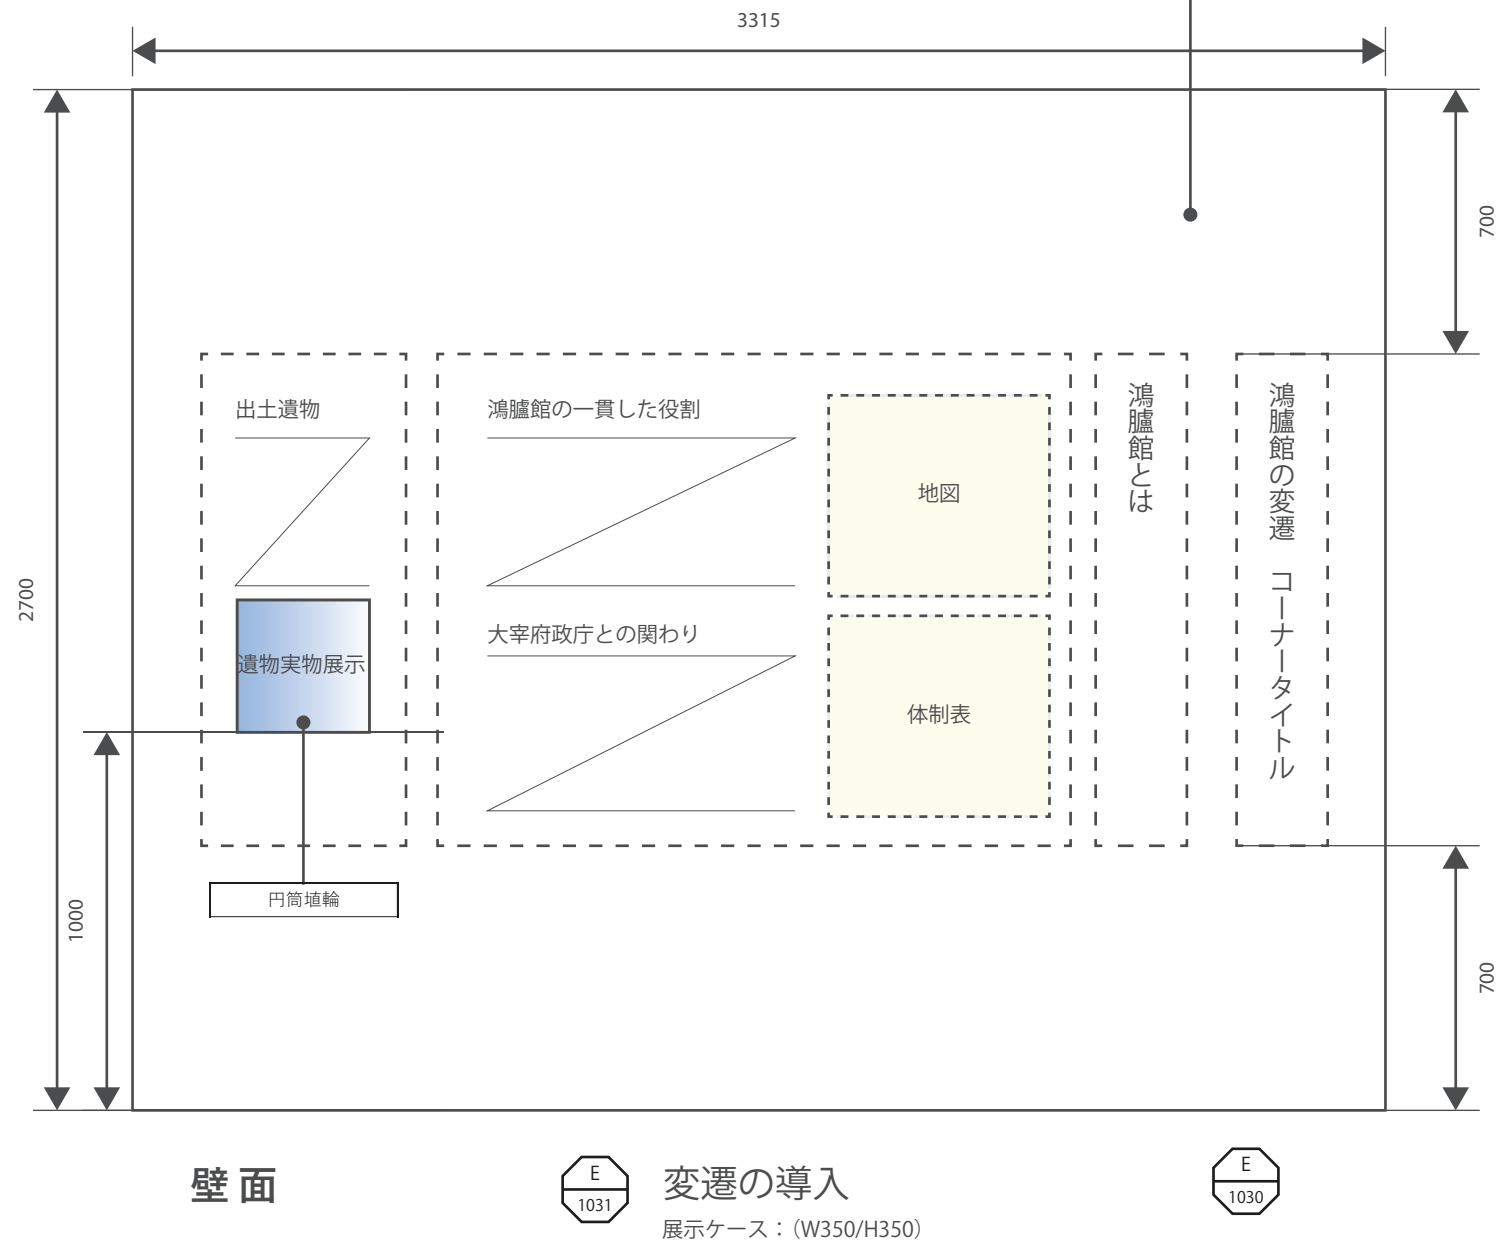 3315
700
2700
出土遺物
鴻臚館の一貫した役割
地図
鴻臚館とは
鴻臚館の変遷　コーナータイトル
遺物実物展示
大宰府政庁との関わり
体制表
円筒埴輪
1000
700
壁面
E
1031
変遷の導入
展示ケース：（W350/H350）
E
1030